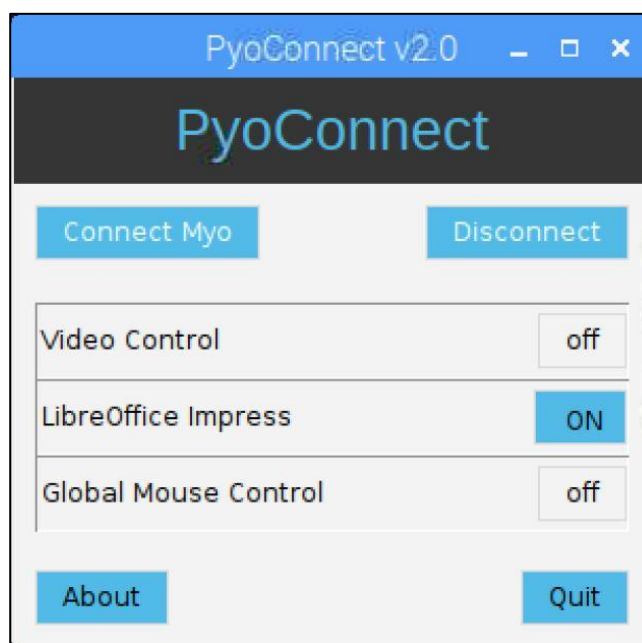 PyoConnect v2.0
PyoConnect
Connect Myo Disconnect
Video Control off
LibreOffice Impress ON
Global Mouse Control off
About Quit